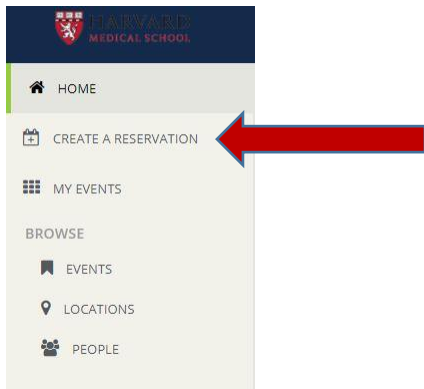 HARVARD
MEDICAL SCHOOL
HOME
CREATE A RESERVATION
MY EVENTS
BROWSE
EVENTS
LOCATIONS
PEOPLE